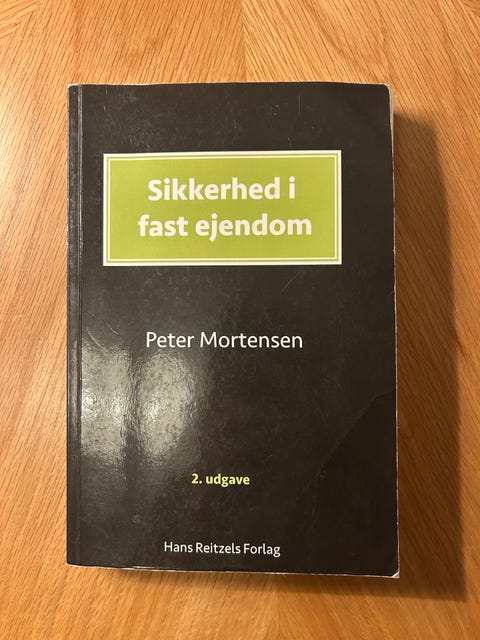 Sikkerhed i
fast ejendom
Peter Mortensen
2. udgave
Hans Reitzels Forlag